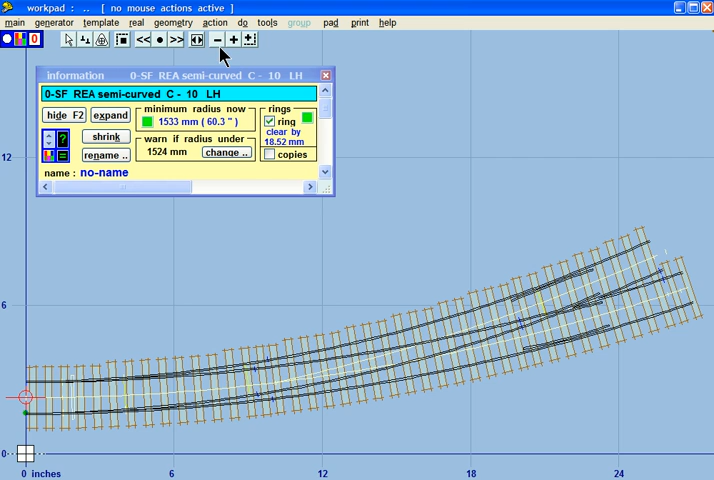 workpad : .. [ no mouse actions active ]
main generator template real geometry action do tools group pad print help
0 << >> − +
information 0-SF REA semi-curved C - 10 LH
0-SF REA semi-curved C - 10 LH
hide F2 expand
minimum radius now
1533 mm ( 60.3 " )
rings
ring
clear by
18.52 mm
copies
shrink
warn if radius under
1524 mm change ..
rename ..
? =
name : no-name
12
6
0
0 inches 6 12 18 24